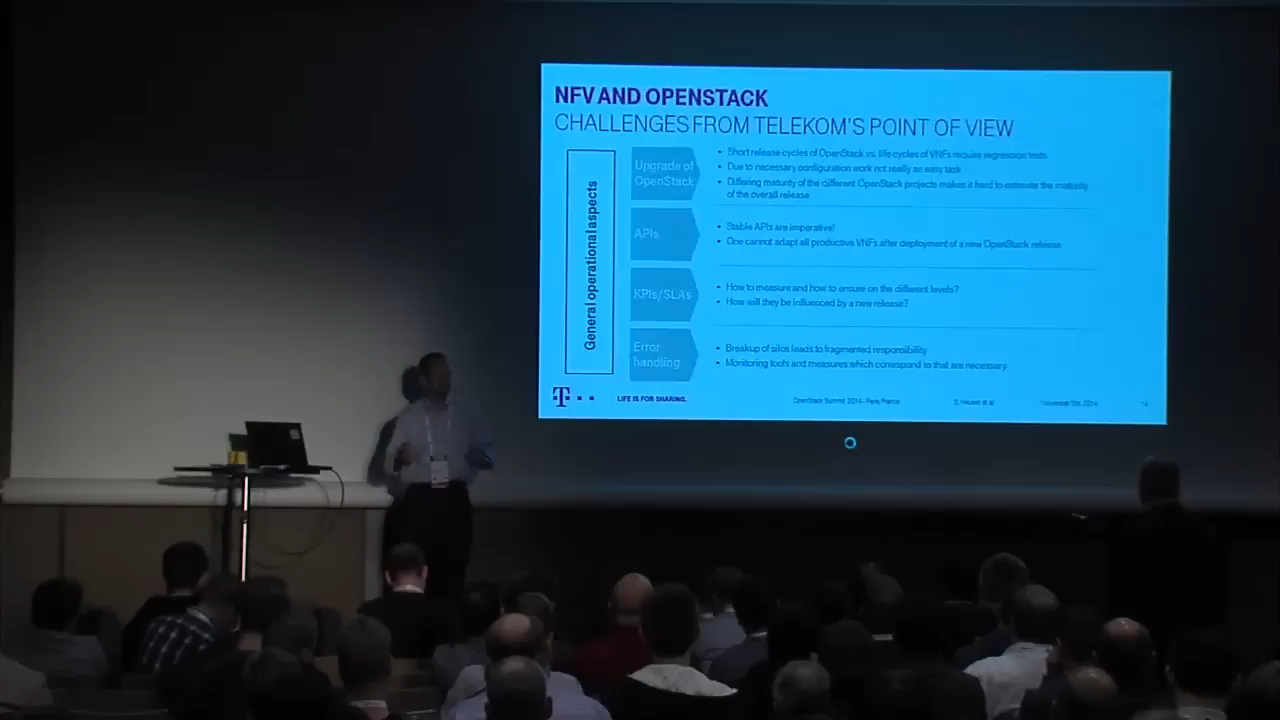 NFV AND OPENSTACK
CHALLENGES FROM TELEKOM'S POINT OF VIEW
General operational aspects
Upgrade of
OpenStack
• Short release cycles of OpenStack vs. life cycles of VNFs require regression tests
• Due to necessary configuration work not really an easy task
• Differing maturity of the different OpenStack projects makes it hard to estimate the maturity
of the overall release
APIs
• Stable APIs are imperative!
• One cannot adapt all productive VNFs after deployment of a new OpenStack release
KPIs/SLAs
• How to measure and how to ensure on the different levels?
• How will they be influenced by a new release?
Error
handling
• Breakup of silos leads to fragmented responsibility
• Monitoring tools and measures which correspond to that are necessary
T
LIFE IS FOR SHARING.
OpenStack Summit 2014 - Paris, France